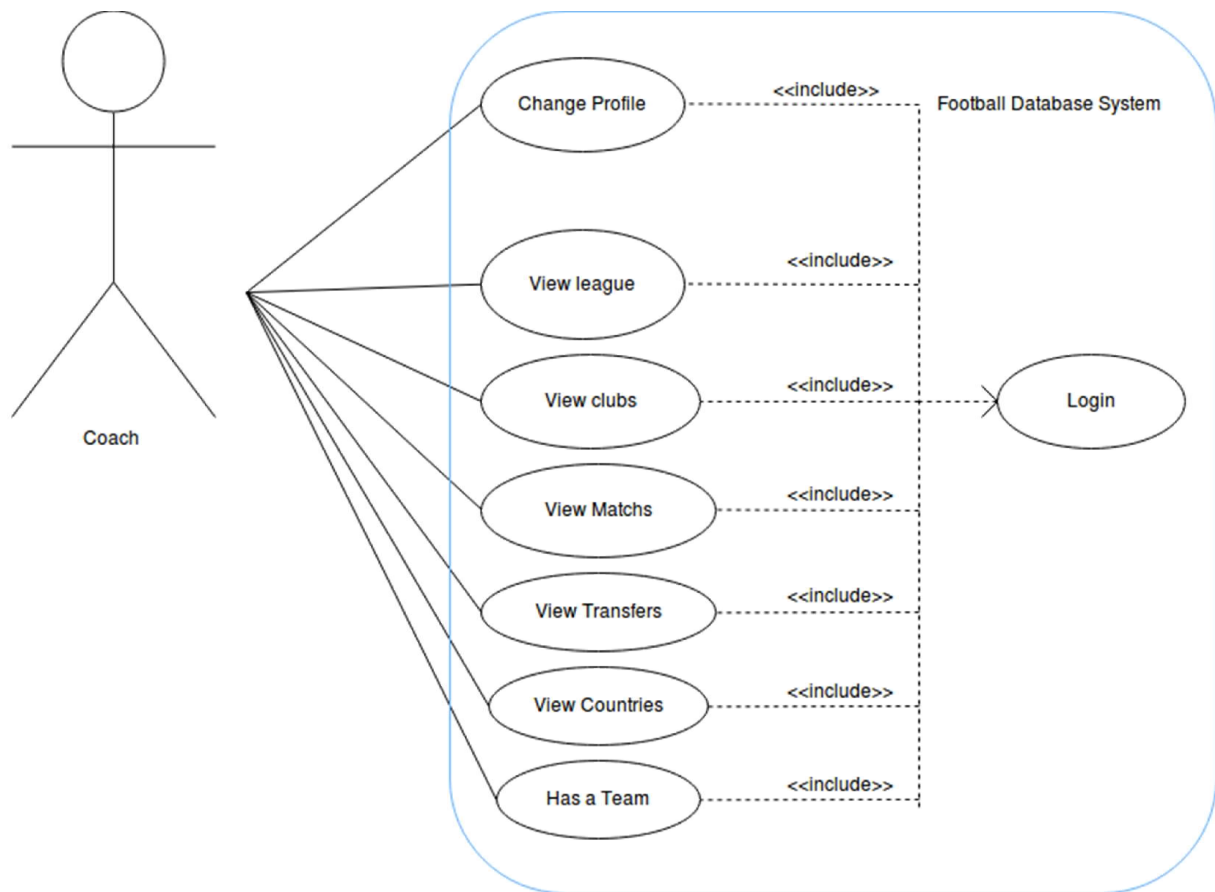 Change Profile
<<include>>
Football Database System
View league
<<include>>
View clubs
<<include>>
Login
Coach
View Matchs
<<include>>
View Transfers
<<include>>
View Countries
<<include>>
Has a Team
<<include>>